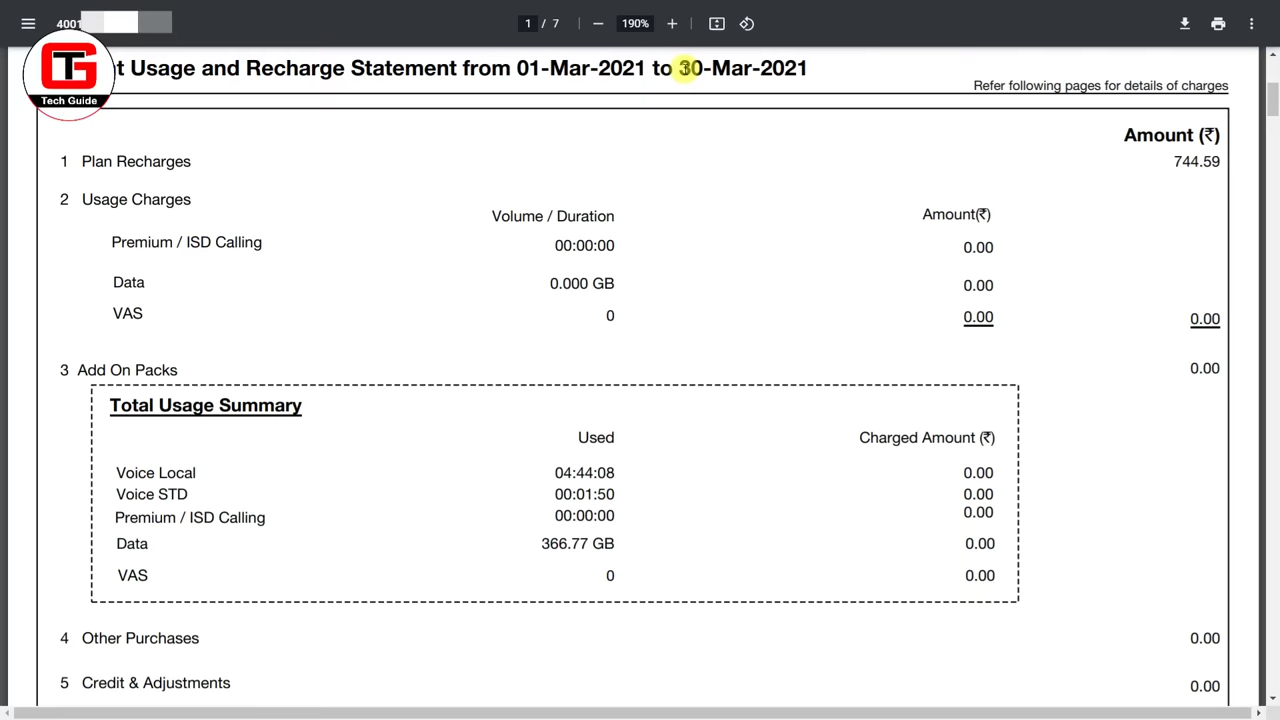 4001
1 / 7
190%
TG
Tech Guide
t Usage and Recharge Statement from 01-Mar-2021 to 30-Mar-2021
Refer following pages for details of charges
Amount (₹)
1 Plan Recharges 744.59
2 Usage Charges
Volume / Duration Amount(₹)
Premium / ISD Calling 00:00:00 0.00
Data 0.000 GB 0.00
VAS 0 0.00 0.00
3 Add On Packs 0.00
Total Usage Summary
Used Charged Amount (₹)
Voice Local 04:44:08 0.00
Voice STD 00:01:50 0.00
Premium / ISD Calling 00:00:00 0.00
Data 366.77 GB 0.00
VAS 0 0.00
4 Other Purchases 0.00
5 Credit & Adjustments 0.00